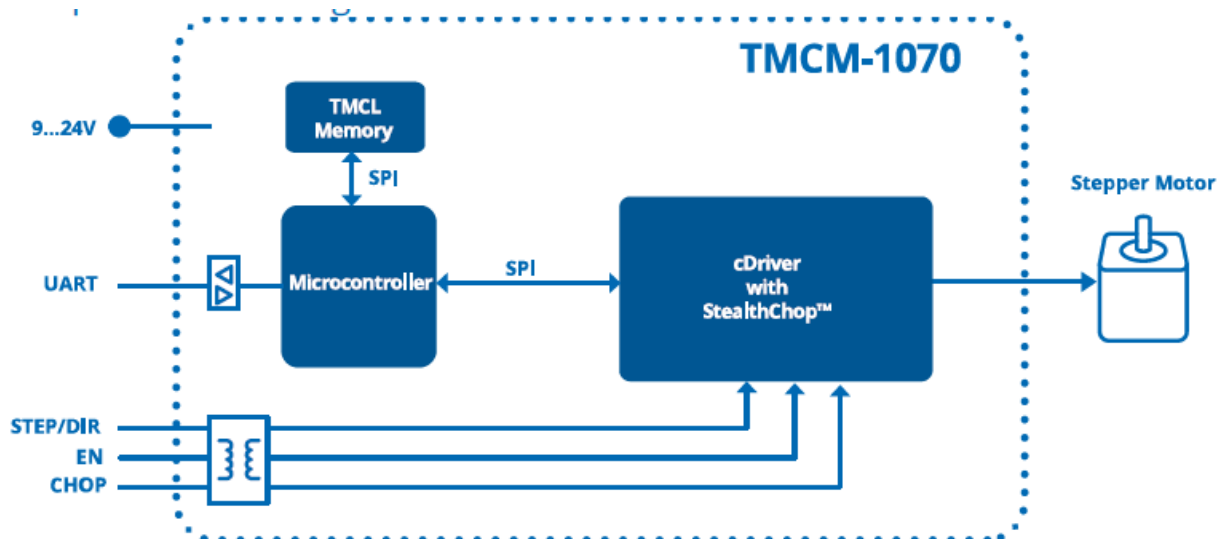 TMCM-1070
TMCL
Memory
9...24V
SPI
Stepper Motor
UART
Microcontroller
SPI
cDriver
with
StealthChop™
STEP/DIR
EN
CHOP